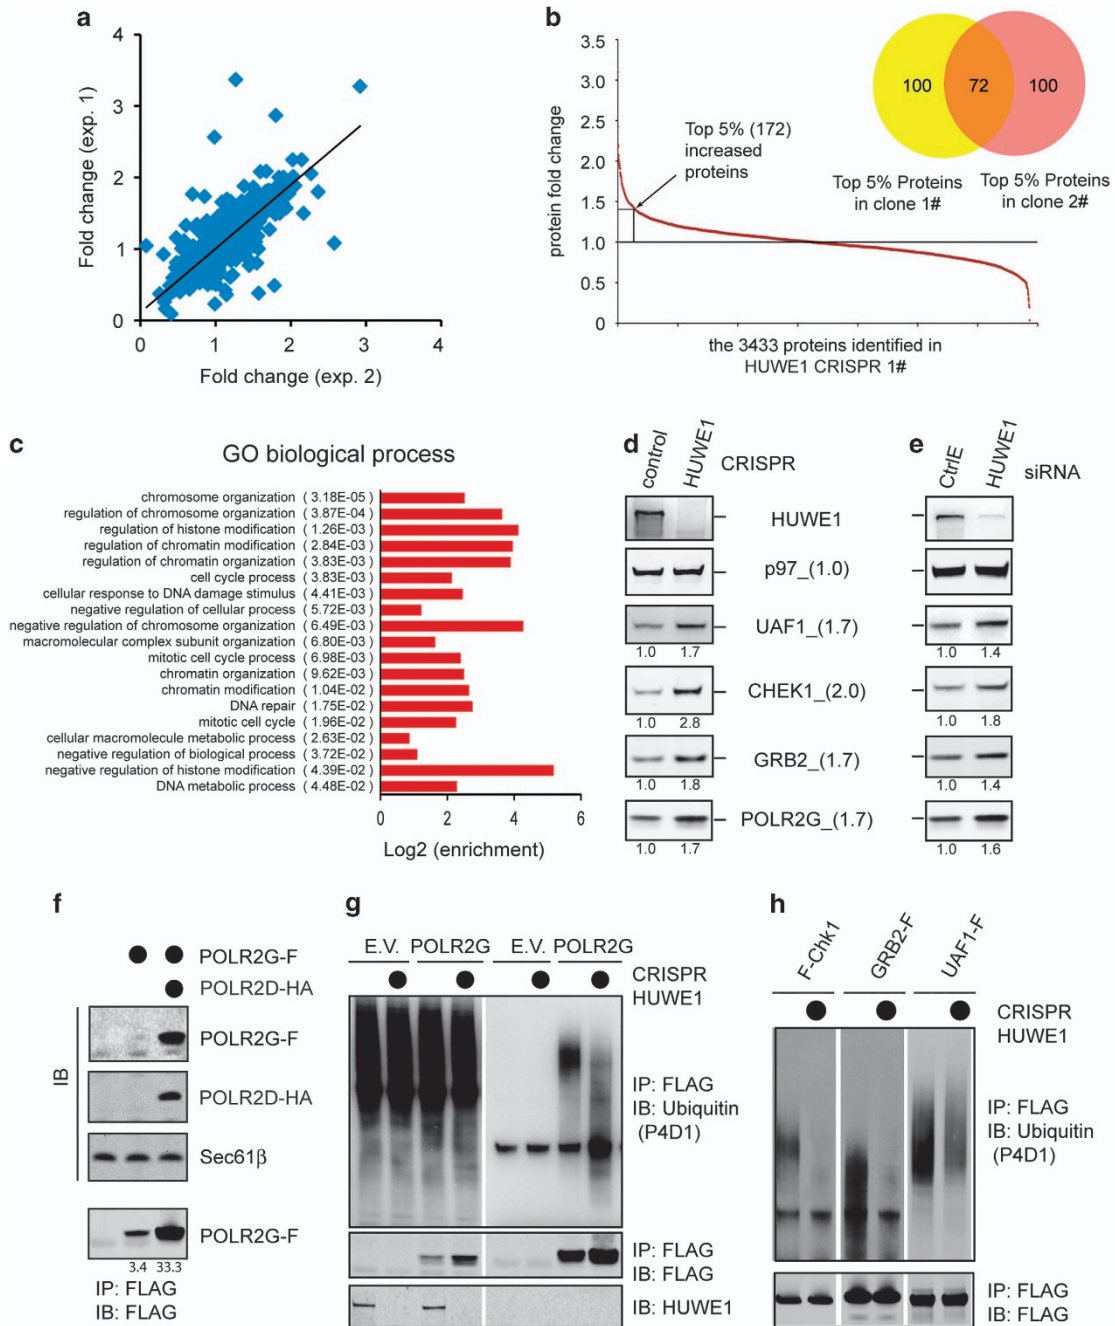 a
Fold change (exp. 1)
4
3
2
1
0
0 1 2 3 4
Fold change (exp. 2)
b
protein fold change
3.5
3.0
2.5
2.0
1.5
1.0
0.5
0
Top 5% (172)
increased
proteins
100 72 100
Top 5% Proteins
in clone 1#
Top 5% Proteins
in clone 2#
the 3433 proteins identified in
HUWE1 CRISPR 1#
c
GO biological process
chromosome organization ( 3.18E-05 )
regulation of chromosome organization ( 3.87E-04 )
regulation of histone modification ( 1.26E-03 )
regulation of chromatin modification ( 2.84E-03 )
regulation of chromatin organization ( 3.83E-03 )
cell cycle process ( 3.83E-03 )
cellular response to DNA damage stimulus ( 4.41E-03 )
negative regulation of cellular process ( 5.72E-03 )
negative regulation of chromosome organization ( 6.49E-03 )
macromolecular complex subunit organization ( 6.80E-03 )
mitotic cell cycle process ( 6.98E-03 )
chromatin organization ( 9.62E-03 )
chromatin modification ( 1.04E-02 )
DNA repair ( 1.75E-02 )
mitotic cell cycle ( 1.96E-02 )
cellular macromolecule metabolic process ( 2.63E-02 )
negative regulation of biological process ( 3.72E-02 )
negative regulation of histone modification ( 4.39E-02 )
DNA metabolic process ( 4.48E-02 )
0 2 4 6
Log2 (enrichment)
d
control
HUWE1
CRISPR
e
CtrlE
HUWE1
siRNA
HUWE1
p97_(1.0)
UAF1_(1.7)
1.0 1.7
1.0 1.4
CHEK1_(2.0)
1.0 2.8
1.0 1.8
GRB2_(1.7)
1.0 1.8
1.0 1.4
POLR2G_(1.7)
1.0 1.7
1.0 1.6
f
POLR2G-F
POLR2D-HA
IB
POLR2G-F
POLR2D-HA
Sec61β
POLR2G-F
3.4 33.3
IP: FLAG
IB: FLAG
g
E.V. POLR2G E.V. POLR2G
CRISPR
HUWE1
IP: FLAG
IB: Ubiquitin
(P4D1)
IP: FLAG
IB: FLAG
IB: HUWE1
h
F-Chk1
GRB2-F
UAF1-F
CRISPR
HUWE1
IP: FLAG
IB: Ubiquitin
(P4D1)
IP: FLAG
IB: FLAG